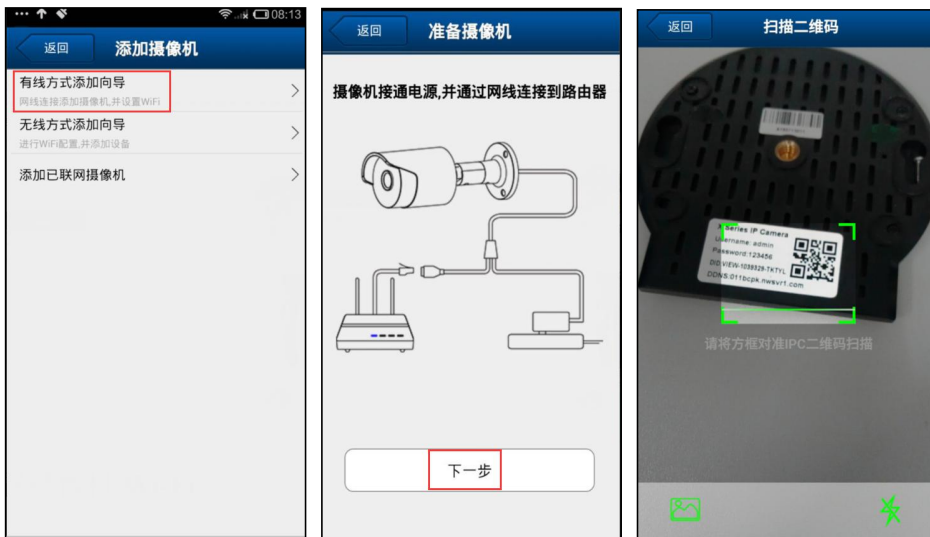 08:13
返回
添加摄像机
有线方式添加向导
网线连接添加摄像机,并设置WiFi
无线方式添加向导
进行WiFi配置,并添加设备
添加已联网摄像机
返回
准备摄像机
摄像机接通电源,并通过网线连接到路由器
下一步
返回
扫描二维码
X Series IP Camera
Username: admin
Password:123456
DID:VIEW-1039329-TKTYL
DDNS:011bcpk.nwsvr1.com
请将方框对准IPC二维码扫描